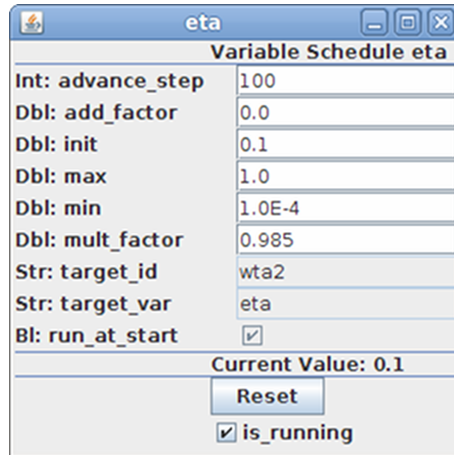 eta
Variable Schedule eta
Int: advance_step 100
Dbl: add_factor 0.0
Dbl: init 0.1
Dbl: max 1.0
Dbl: min 1.0E-4
Dbl: mult_factor 0.985
Str: target_id wta2
Str: target_var eta
Bl: run_at_start
Current Value: 0.1
Reset
is_running